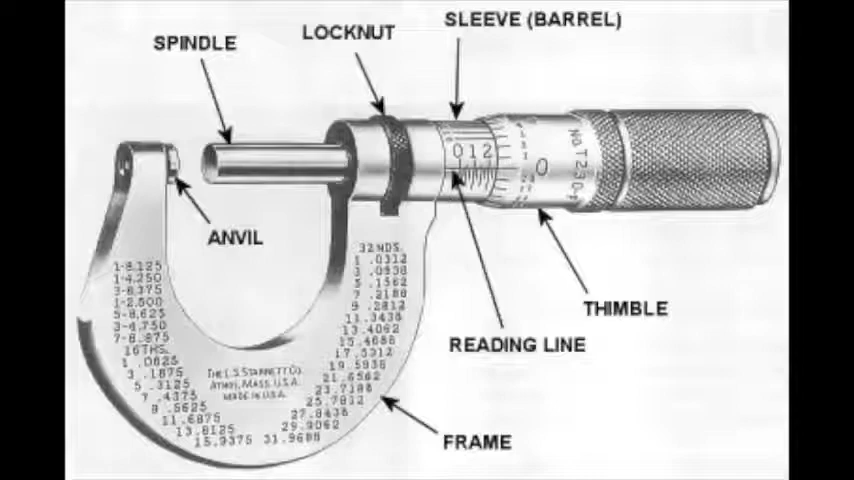 SLEEVE (BARREL)
LOCKNUT
SPINDLE
0 1 2
0
NO. T230
ANVIL
THIMBLE
READING LINE
FRAME
1-8.125
1-4.250
3-8.375
1-2.500
5-8.625
3-4.750
7-8.875
16THS.
1 .0625
3 .1875
5 .3125
7 .4375
9 .5625
11.6875
13.8125
15.9375
THE L.S. STARRETT CO.
ATHOL, MASS. U.S.A.
MADE IN U.S.A.
32NDS.
1 .0312
3 .0938
5 .1562
7 .2188
9 .2812
11.3438
13.4062
15.4688
17.5312
19.5938
21.6562
23.7188
25.7812
27.8438
29.9062
31.9688